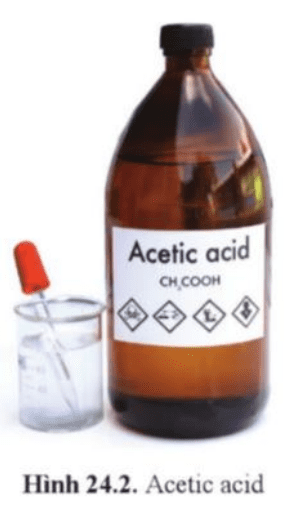 Acetic acid
CH₃COOH
Hình 24.2. Acetic acid